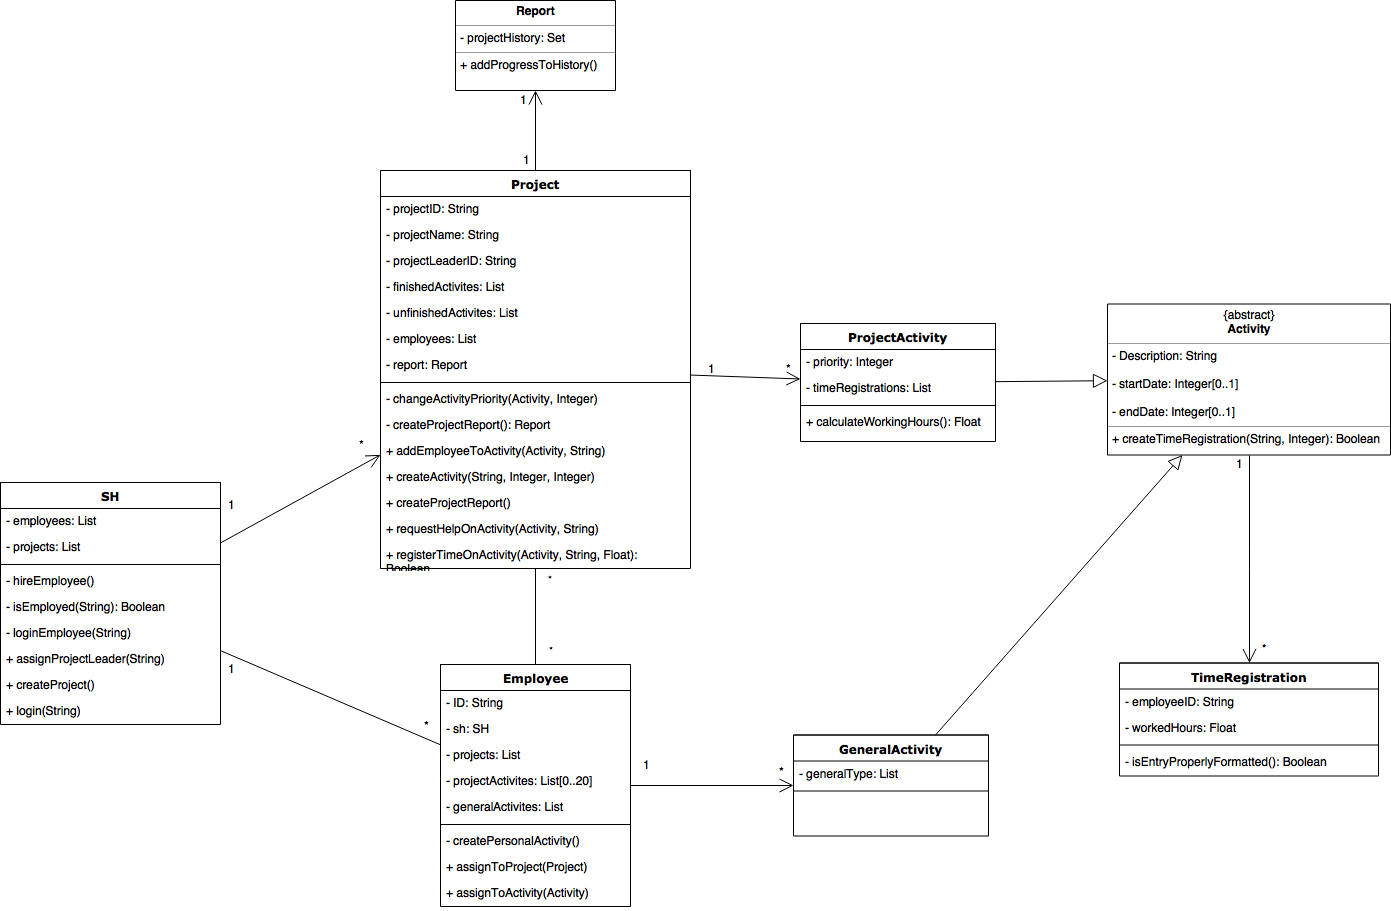 Report
- projectHistory: Set
+ addProgressToHistory()
1
1
Project
- projectID: String
- projectName: String
- projectLeaderID: String
- finishedActivites: List
- unfinishedActivites: List
- employees: List
- report: Report
- changeActivityPriority(Activity, Integer)
- createProjectReport(): Report
+ addEmployeeToActivity(Activity, String)
+ createActivity(String, Integer, Integer)
+ createProjectReport()
+ requestHelpOnActivity(Activity, String)
+ registerTimeOnActivity(Activity, String, Float):
Boolean
1
*
ProjectActivity
- priority: Integer
- timeRegistrations: List
+ calculateWorkingHours(): Float
{abstract}
Activity
- Description: String
- startDate: Integer[0..1]
- endDate: Integer[0..1]
+ createTimeRegistration(String, Integer): Boolean
1
*
*
1
SH
- employees: List
- projects: List
- hireEmployee()
- isEmployed(String): Boolean
- loginEmployee(String)
+ assignProjectLeader(String)
+ createProject()
+ login(String)
1
*
*
*
Employee
- ID: String
- sh: SH
- projects: List
- projectActivites: List[0..20]
- generalActivites: List
- createPersonalActivity()
+ assignToProject(Project)
+ assignToActivity(Activity)
1
*
GeneralActivity
- generalType: List
TimeRegistration
- employeeID: String
- workedHours: Float
- isEntryProperlyFormatted(): Boolean